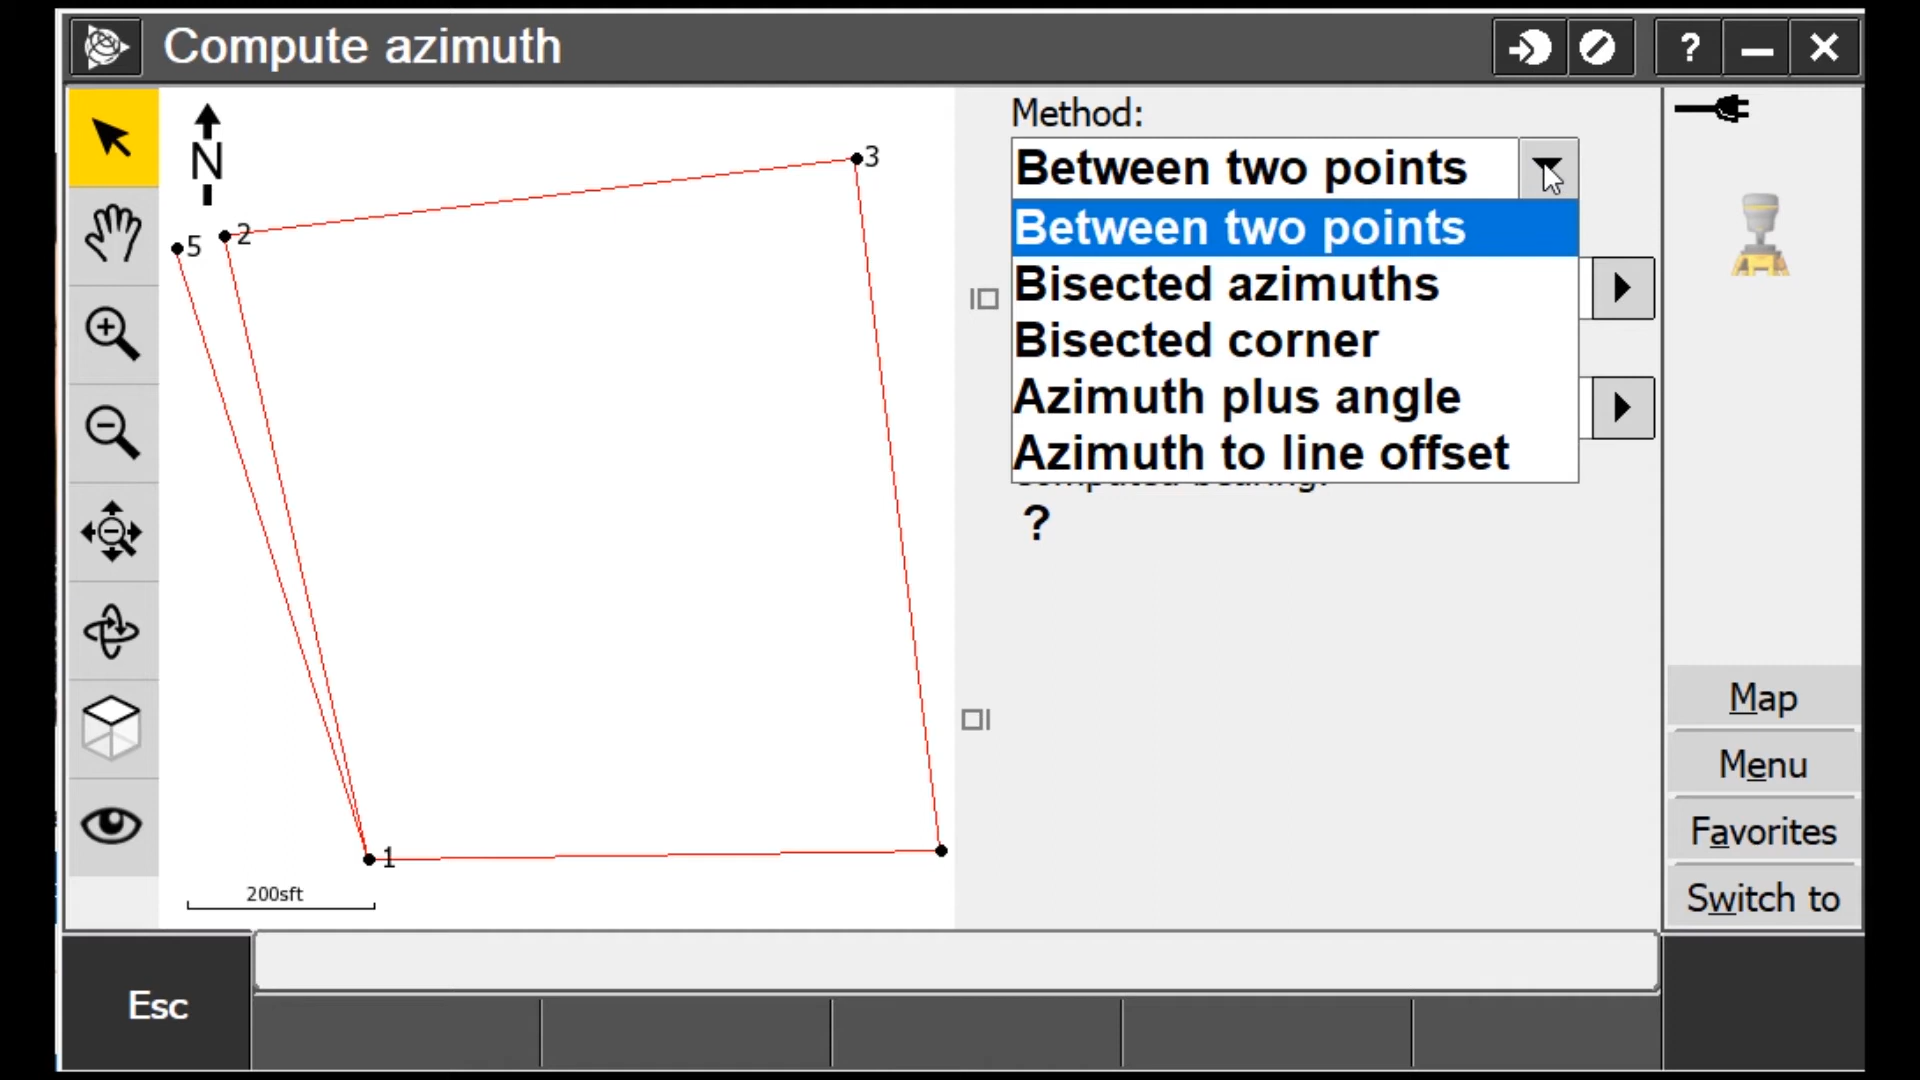 Compute azimuth
?
N
3
2
5
1
200sft
Method:
Between two points
Between two points
Bisected azimuths
Bisected corner
Azimuth plus angle
Azimuth to line offset
?
Map
Menu
Favorites
Switch to
Esc